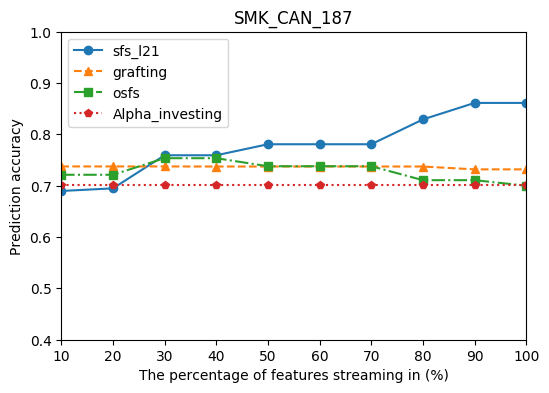 SMK_CAN_187
sfs_l21
grafting
osfs
Alpha_investing
Prediction accuracy
1.0
0.9
0.8
0.7
0.6
0.5
0.4
10 20 30 40 50 60 70 80 90 100
The percentage of features streaming in (%)